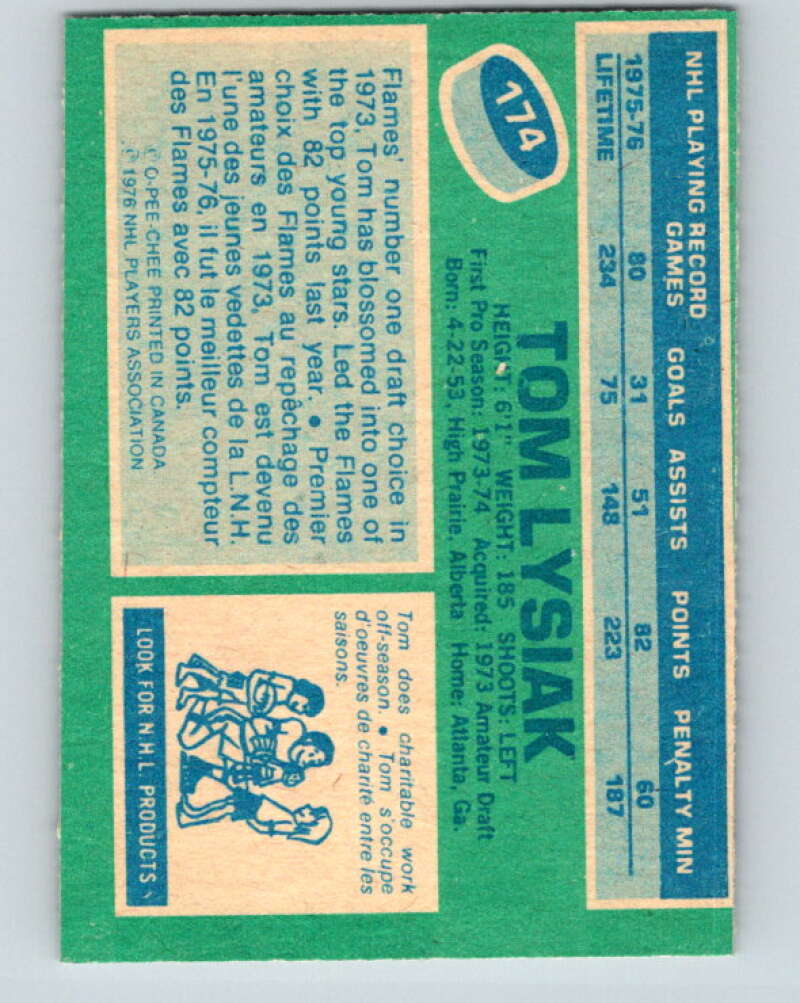 NHL PLAYING RECORD
GAMES GOALS ASSISTS POINTS PENALTY MIN
1975-76 80 31 51 82 60
LIFETIME 234 75 148 223 187
174
TOM LYSIAK
HEIGHT: 6'1" WEIGHT: 185 SHOOTS: LEFT
First Pro Season: 1973-74 Acquired: 1973 Amateur Draft
Born: 4-22-53, High Prairie, Alberta Home: Atlanta, Ga.
Flames' number one draft choice in
1973, Tom has blossomed into one of
the top young stars. Led the Flames
with 82 points last year. • Premier
choix des Flames au repêchage des
amateurs en 1973, Tom est devenu
l'une des jeunes vedettes de la L.N.H.
En 1975-76, il fut le meilleur compteur
des Flames avec 82 points.
© O-PEE-CHEE PRINTED IN CANADA
© 1976 NHL PLAYERS ASSOCIATION
Tom does charitable work
off-season. • Tom s'occupe
d'oeuvres de charité entre les
saisons.
LOOK FOR N.H.L. PRODUCTS